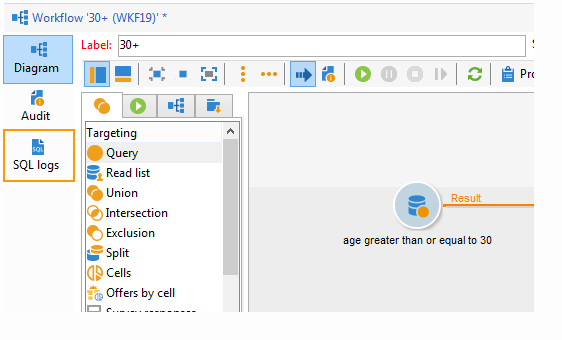 Workflow '30+ (WKF19)' *
Label: 30+
Diagram
Audit
SQL
SQL logs
Targeting
Query
Read list
Union
Intersection
Exclusion
Split
Cells
Offers by cell
Result
age greater than or equal to 30